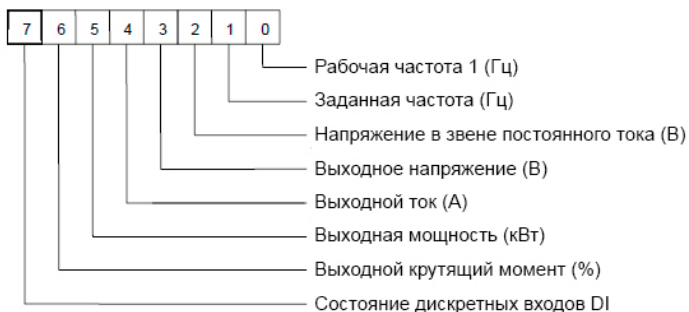 7 6 5 4 3 2 1 0
Рабочая частота 1 (Гц)
Заданная частота (Гц)
Напряжение в звене постоянного тока (В)
Выходное напряжение (В)
Выходной ток (А)
Выходная мощность (кВт)
Выходной крутящий момент (%)
Состояние дискретных входов DI